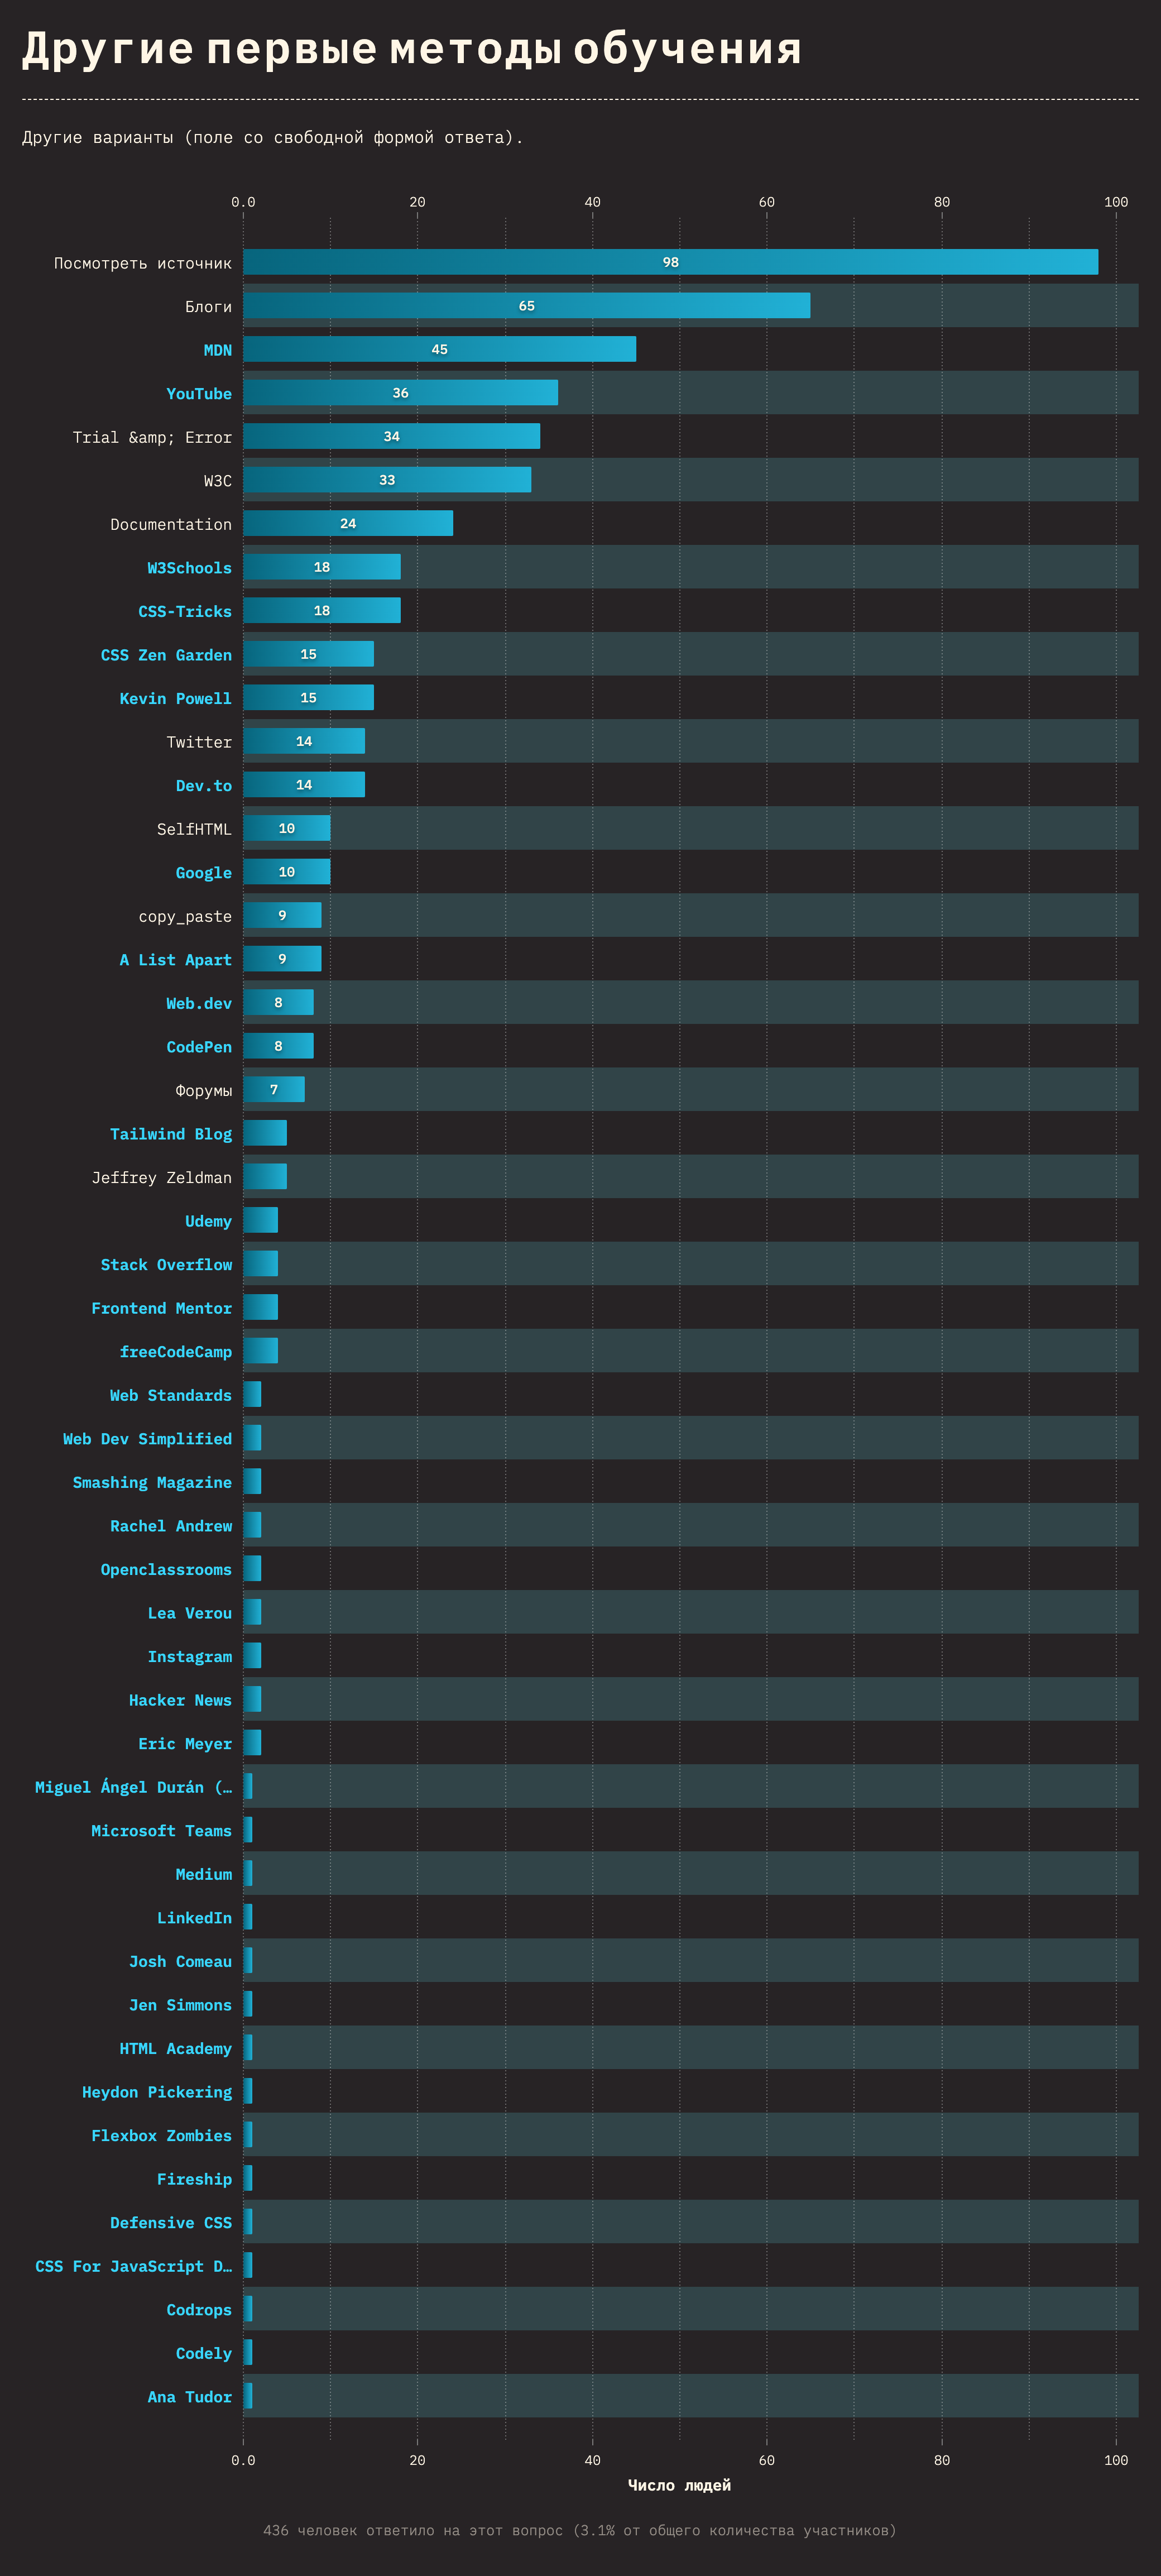 Другие первые методы обучения
Другие варианты (поле со свободной формой ответа).
0.0 20 40 60 80 100
Посмотреть источник 98
Блоги 65
MDN 45
YouTube 36
Trial &amp; Error 34
W3C 33
Documentation 24
W3Schools 18
CSS-Tricks 18
CSS Zen Garden 15
Kevin Powell 15
Twitter 14
Dev.to 14
SelfHTML 10
Google 10
copy_paste 9
A List Apart 9
Web.dev 8
CodePen 8
Форумы 7
Tailwind Blog
Jeffrey Zeldman
Udemy
Stack Overflow
Frontend Mentor
freeCodeCamp
Web Standards
Web Dev Simplified
Smashing Magazine
Rachel Andrew
Openclassrooms
Lea Verou
Instagram
Hacker News
Eric Meyer
Miguel Ángel Durán (…
Microsoft Teams
Medium
LinkedIn
Josh Comeau
Jen Simmons
HTML Academy
Heydon Pickering
Flexbox Zombies
Fireship
Defensive CSS
CSS For JavaScript D…
Codrops
Codely
Ana Tudor
0.0 20 40 60 80 100
Число людей
436 человек ответило на этот вопрос (3.1% от общего количества участников)